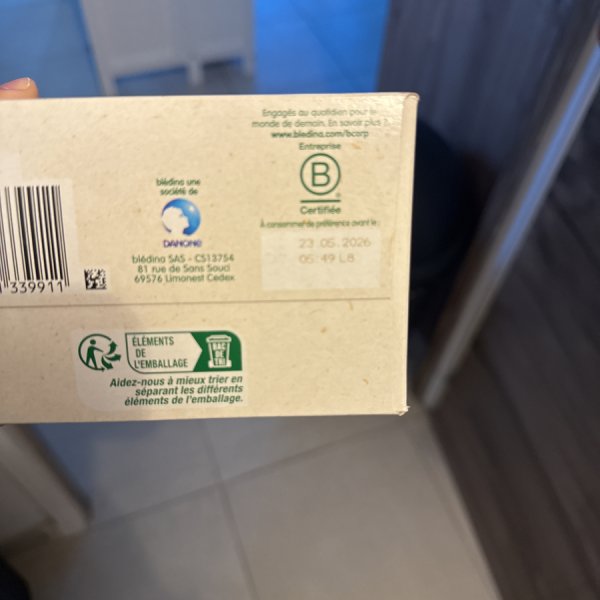 Engagés au quotidien pour le
monde de demain. En savoir plus ?
www.bledina.com/bcorp
Entreprise
B
Certifiée
À consommer de préférence avant le :
23 05 2026
05:49 L8
blédina une
société de
DANONE
blédina SAS - CS13754
81 rue de Sans Souci
69576 Limonest Cedex
339911
ÉLÉMENTS
DE
L'EMBALLAGE
BAC
DE
TRI
Aidez-nous à mieux trier en
séparant les différents
éléments de l'emballage.